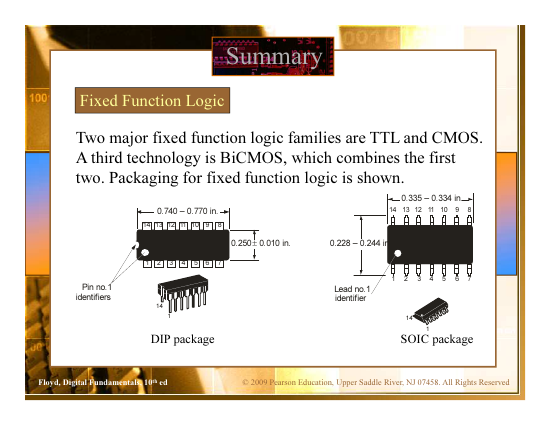 Summary
1001
1001
Fixed Function Logic
Two major fixed function logic families are TTL and CMOS.
A third technology is BiCMOS, which combines the first
two. Packaging for fixed function logic is shown.
0.740 – 0.770 in.
14 13 12 11 10 9 8
0.250± 0.010 in.
1 2 3 4 5 6 7
Pin no.1
identifiers
14
1
DIP package
0.335 – 0.334 in
14 13 12 11 10 9 8
0.228 – 0.244 in
1 2 3 4 5 6 7
Lead no.1
identifier
14
1
SOIC package
Floyd, Digital Fundamentals, 10th ed
© 2009 Pearson Education, Upper Saddle River, NJ 07458. All Rights Reserved